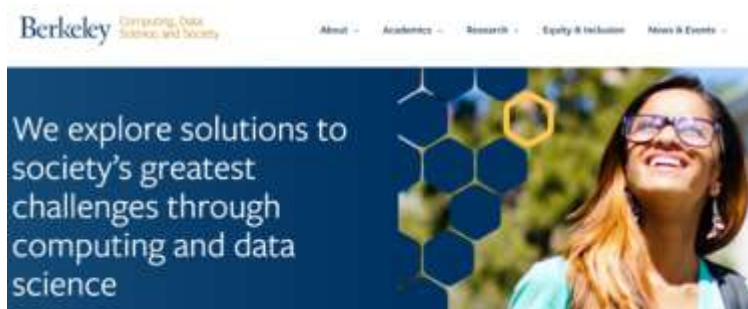 Berkeley Computing, Data
Science, and Society
About Academics Research Equity & Inclusion News & Events
We explore solutions to
society's greatest
challenges through
computing and data
science